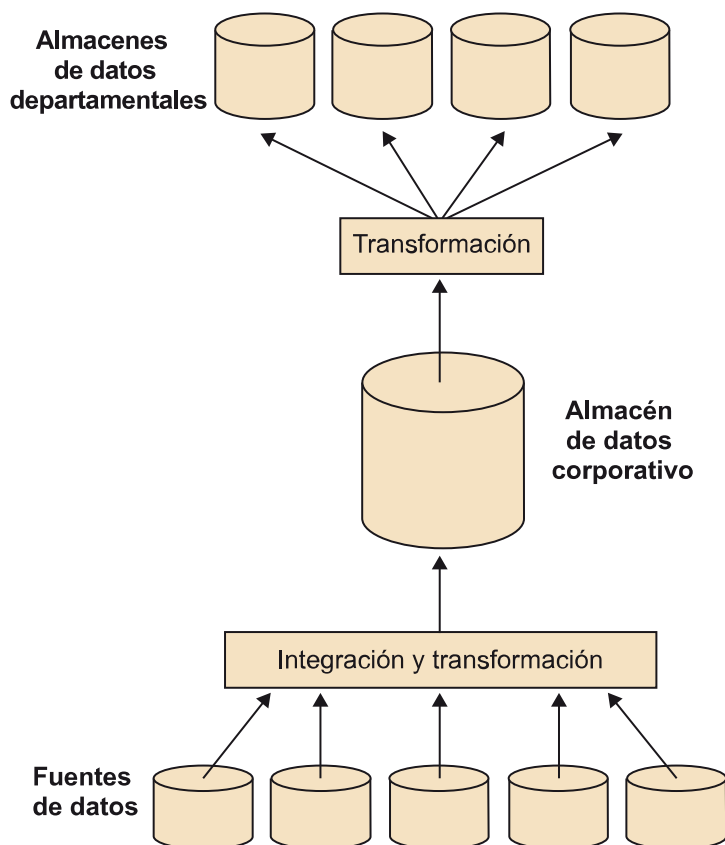 Almacenes
de datos
departamentales
Transformación
Almacén
de datos
corporativo
Integración y transformación
Fuentes
de datos